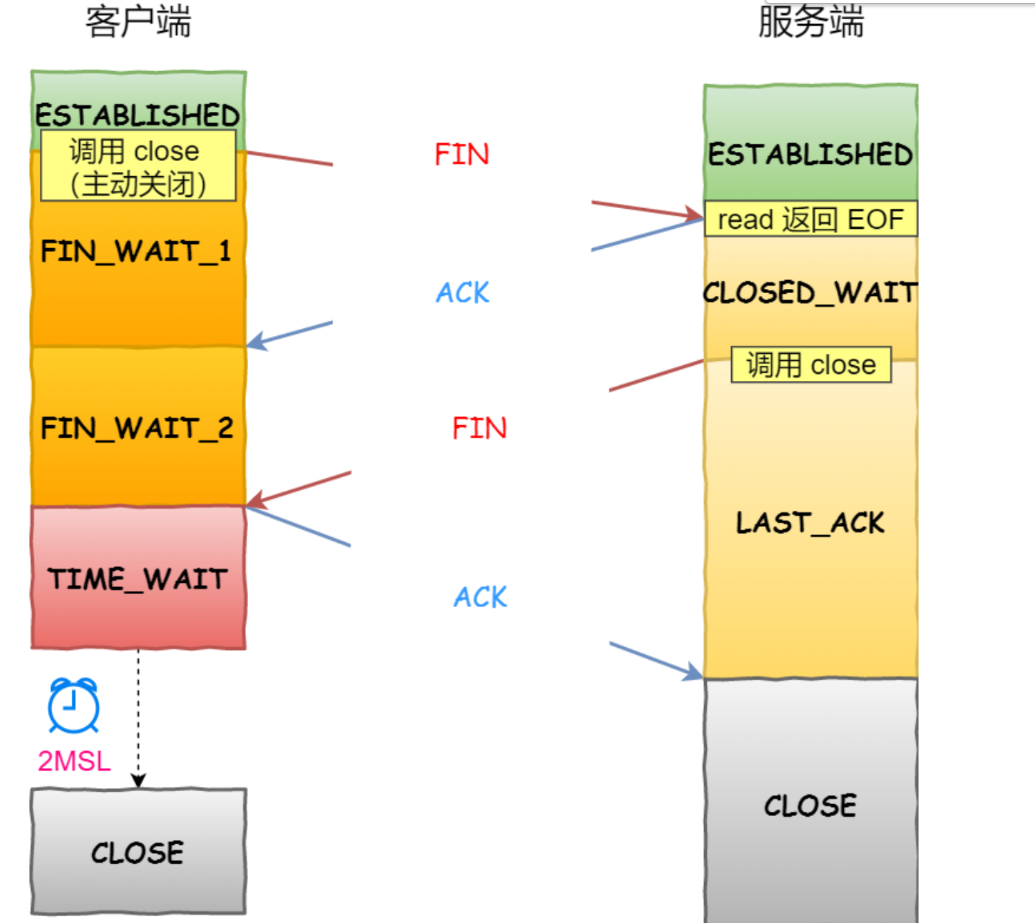 客户端
服务端
ESTABLISHED
调用 close
（主动关闭）
FIN
ESTABLISHED
read 返回 EOF
FIN_WAIT_1
ACK
CLOSED_WAIT
调用 close
FIN_WAIT_2
FIN
LAST_ACK
TIME_WAIT
ACK
2MSL
CLOSE
CLOSE